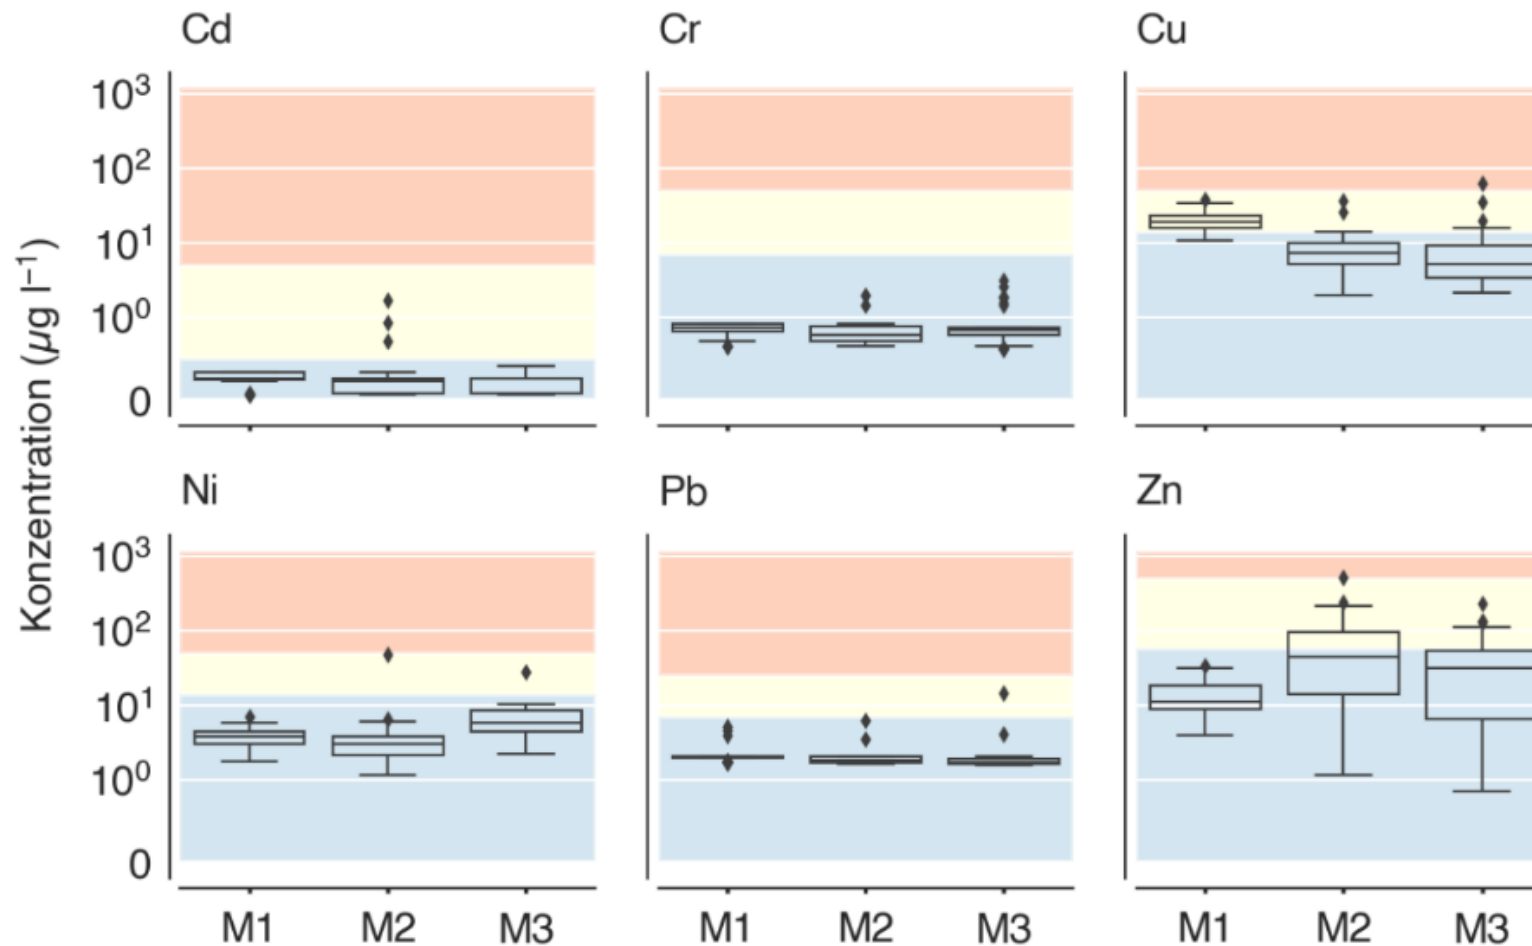 Cd Cr Cu
10³
10²
10¹
10⁰
0
Konzentration (µg l⁻¹)
Ni Pb Zn
10³
10²
10¹
10⁰
0
M1 M2 M3 M1 M2 M3 M1 M2 M3